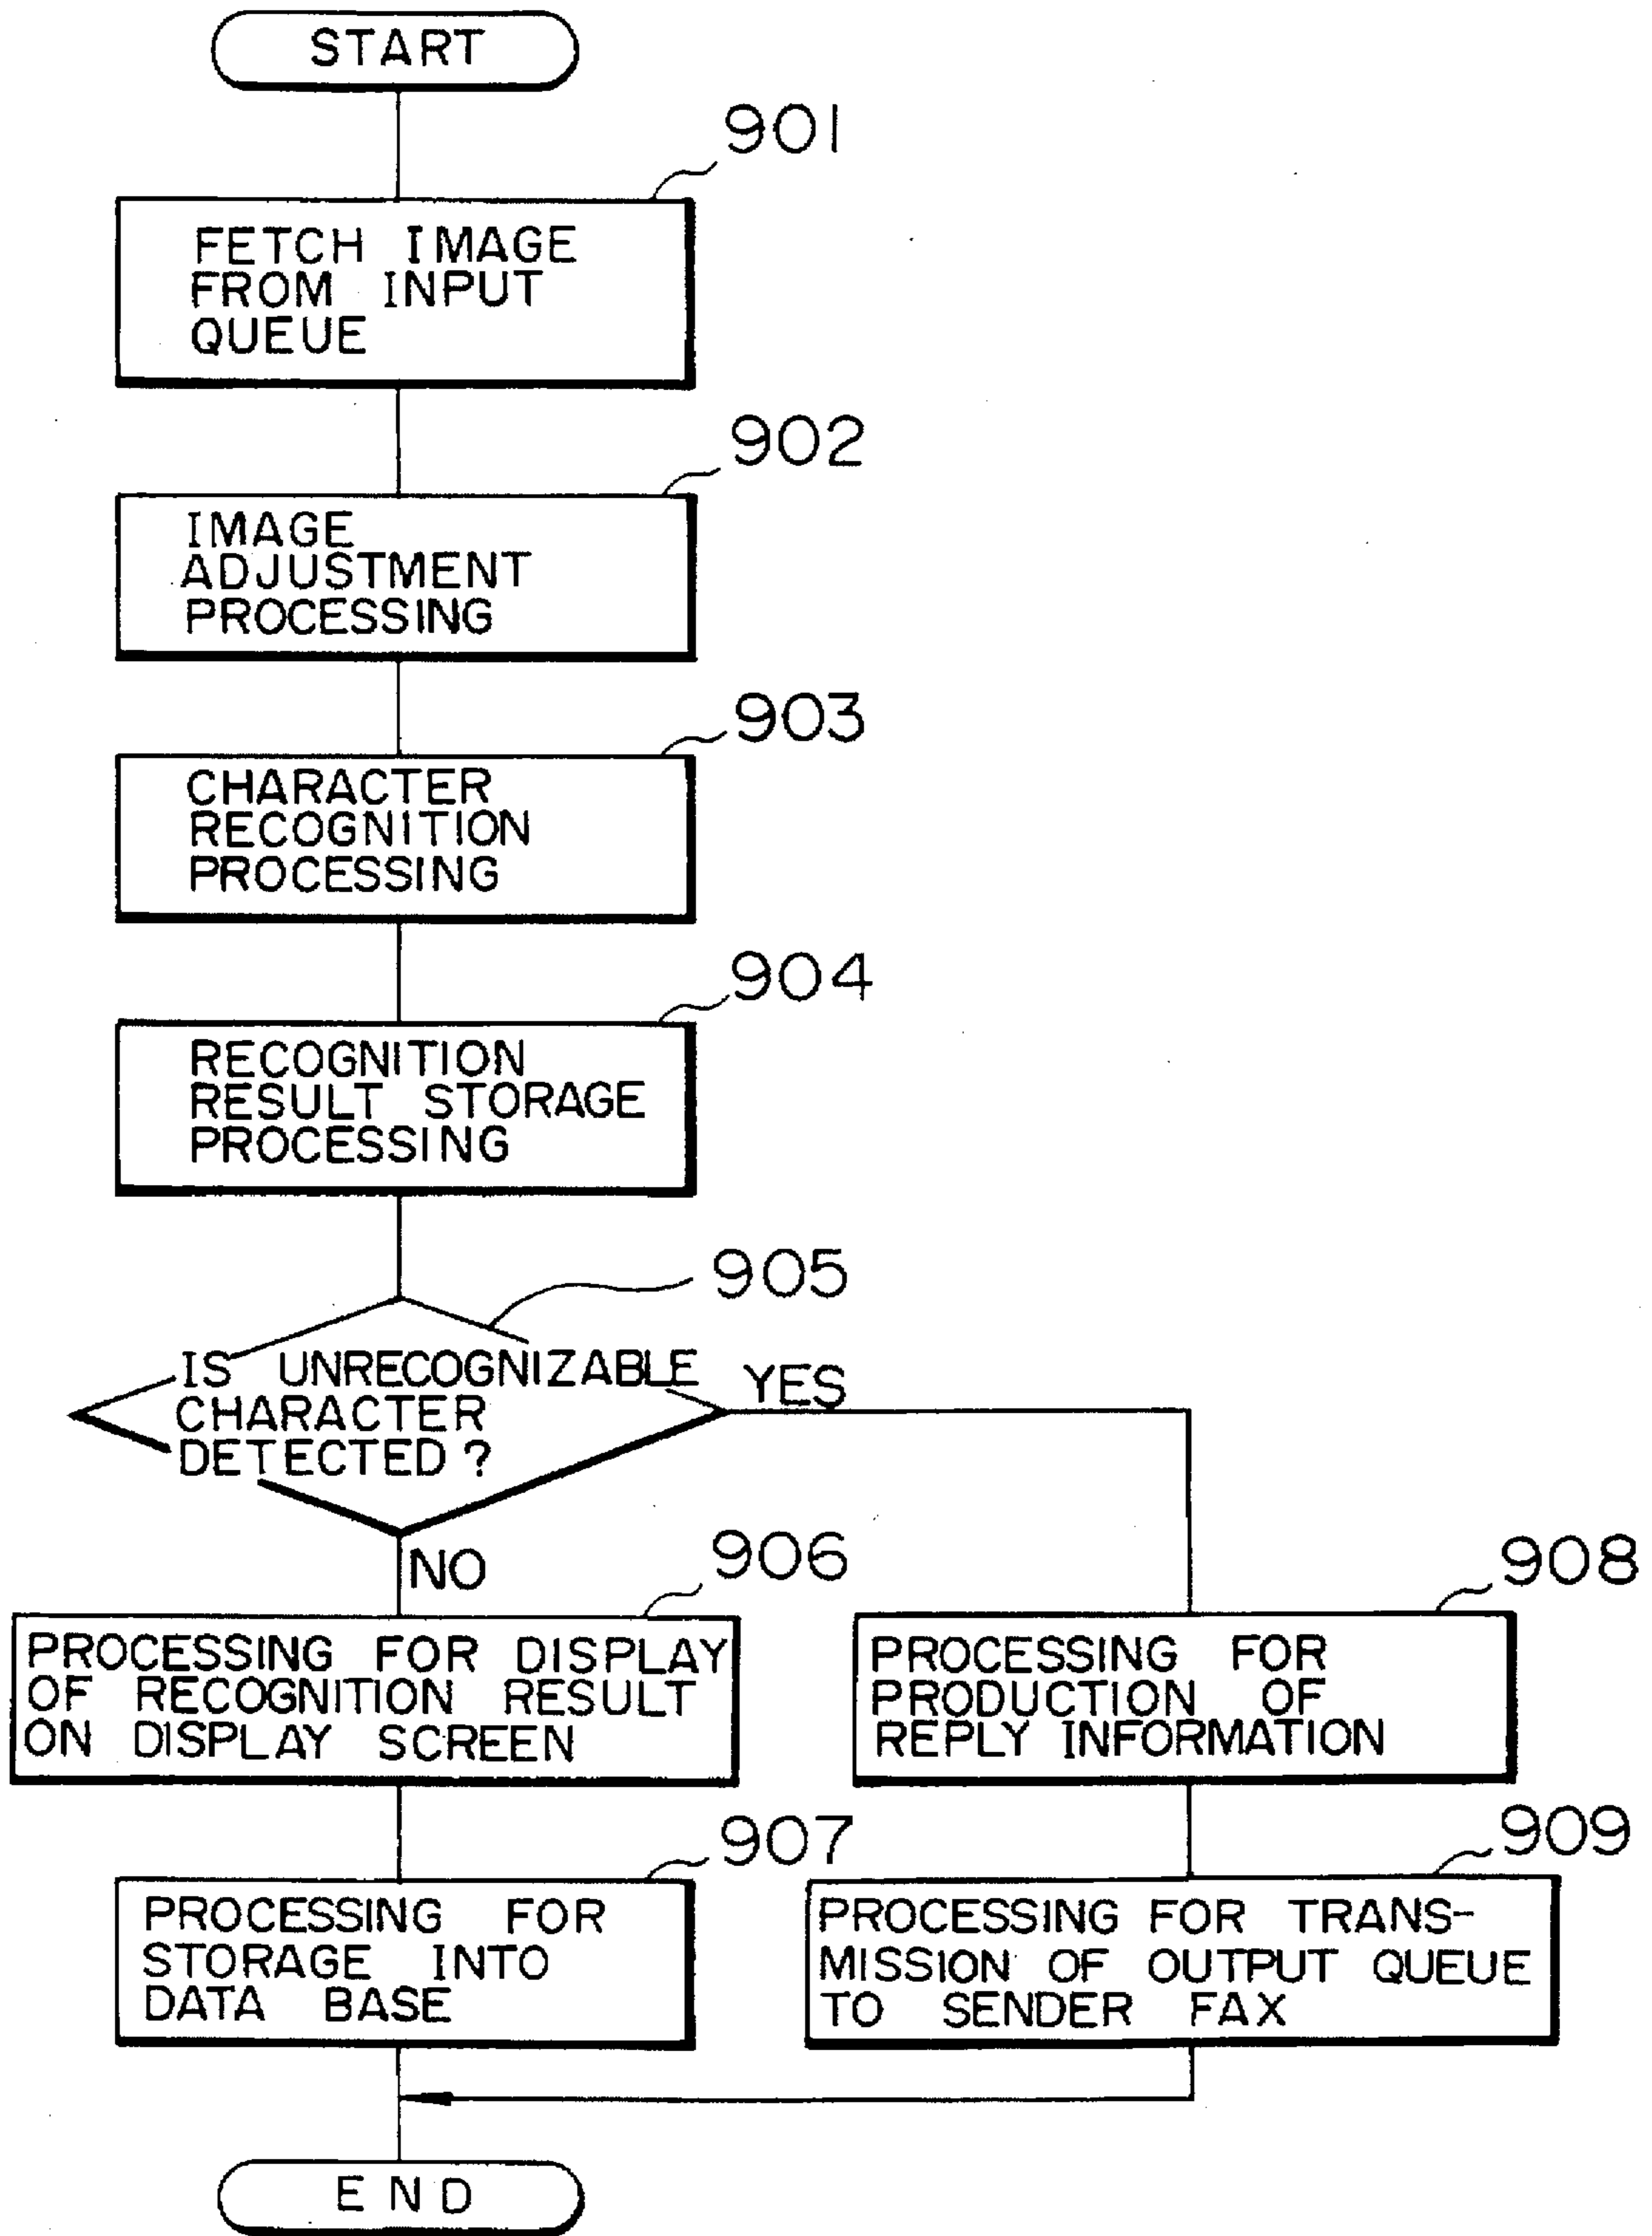 START
901
FETCH IMAGE
FROM INPUT
QUEUE
902
IMAGE
ADJUSTMENT
PROCESSING
903
CHARACTER
RECOGNITION
PROCESSING
904
RECOGNITION
RESULT STORAGE
PROCESSING
905
IS UNRECOGNIZABLE
CHARACTER
DETECTED?
YES
NO
906
PROCESSING FOR DISPLAY
OF RECOGNITION RESULT
ON DISPLAY SCREEN
908
PROCESSING FOR
PRODUCTION OF
REPLY INFORMATION
907
PROCESSING FOR
STORAGE INTO
DATA BASE
909
PROCESSING FOR TRANS-
MISSION OF OUTPUT QUEUE
TO SENDER FAX
END